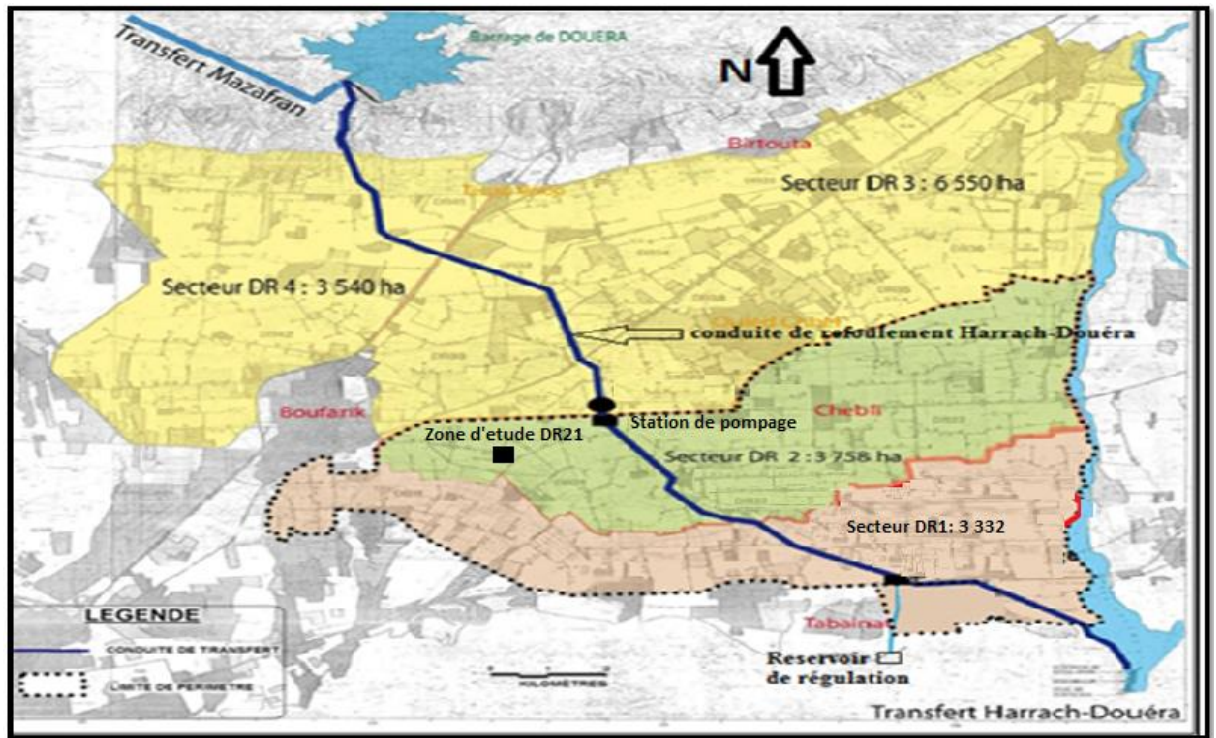 Barrage de DOUERA
Transfert Mazafran
N
Birtouta
Secteur DR 3 : 6 550 ha
Secteur DR 4 : 3 540 ha
conduite de refoulement Harrach-Douéra
Boufarik
Chebli
Station de pompage
Zone d'etude DR21
Secteur DR 2 : 3 758 ha
Secteur DR1: 3 332
LEGENDE
CONDUITE DE TRANSFERT
LIMITE DE PERIMETRE
KILOMÈTRES
Tabainat
Reservoir
de régulation
Transfert Harrach-Douéra